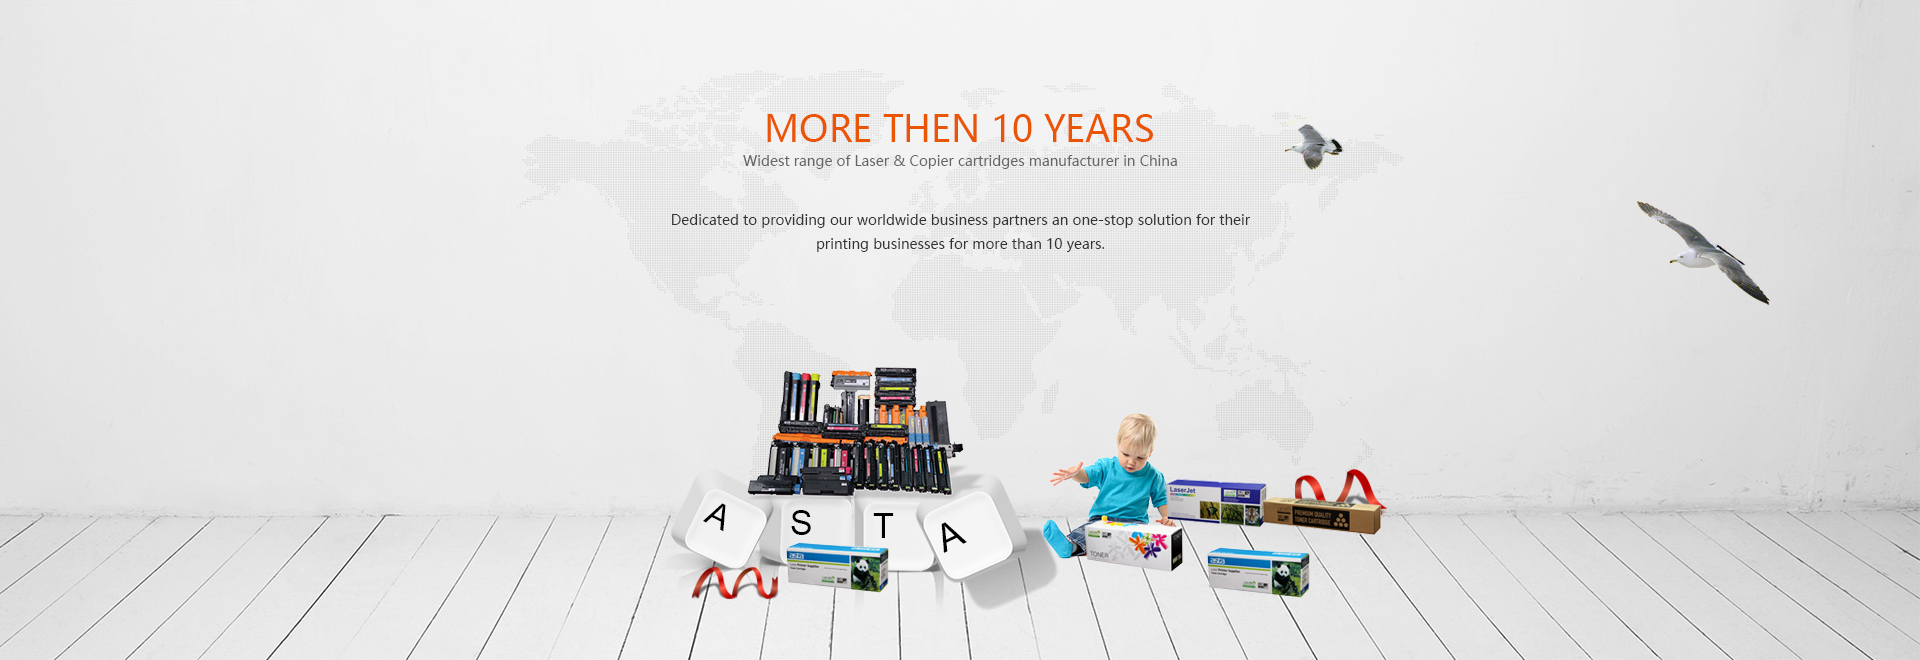 MORE THEN 10 YEARS
Widest range of Laser & Copier cartridges manufacturer in China
Dedicated to providing our worldwide business partners an one-stop solution for their
printing businesses for more than 10 years.
A S T A
LaserJet
PREMIUM QUALITY
TONER CARTRIDGE
TONER